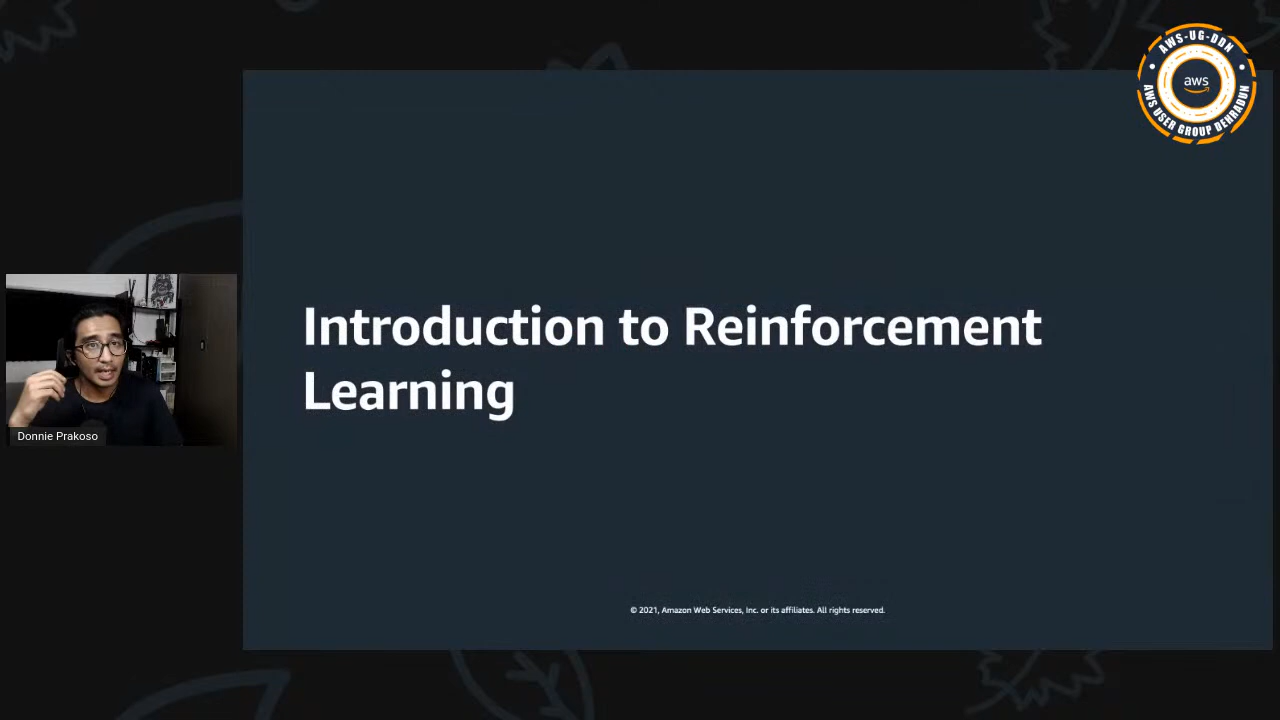 AWS-UG-DDN
aws
AWS USER GROUP DEHRADUN
Introduction to Reinforcement
Learning
Donnie Prakoso
© 2021, Amazon Web Services, Inc. or its affiliates. All rights reserved.